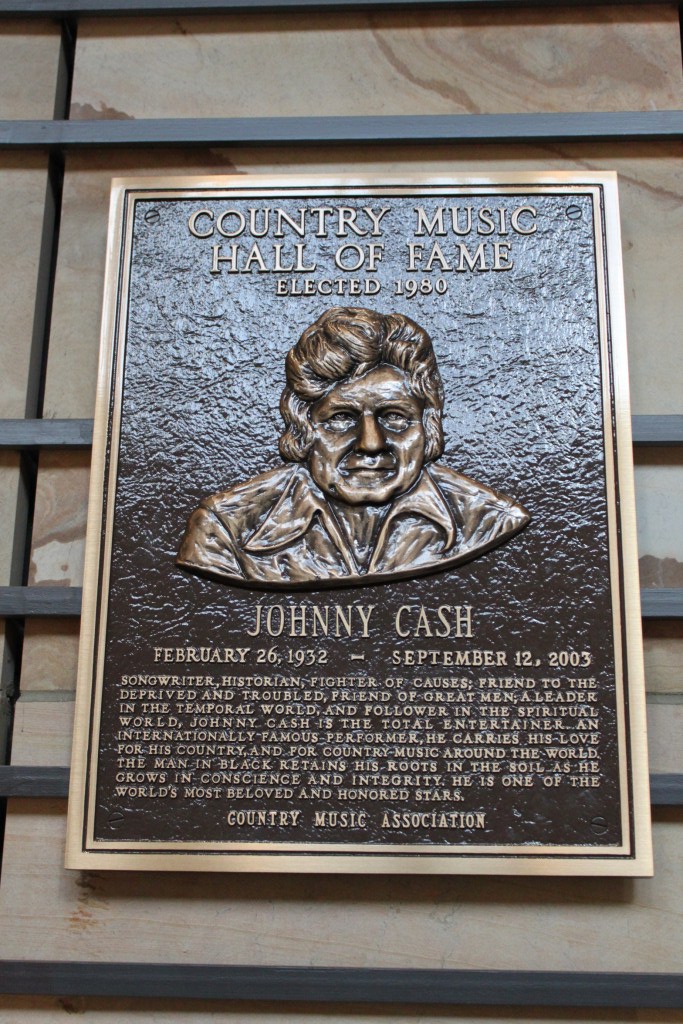 COUNTRY MUSIC
HALL OF FAME
ELECTED 1980
JOHNNY CASH
FEBRUARY 26, 1932 – SEPTEMBER 12, 2003
SONGWRITER, HISTORIAN, FIGHTER OF CAUSES; FRIEND TO THE
DEPRIVED AND TROUBLED, FRIEND OF GREAT MEN; A LEADER
IN THE TEMPORAL WORLD, AND FOLLOWER IN THE SPIRITUAL
WORLD, JOHNNY CASH IS THE TOTAL ENTERTAINER. AN
INTERNATIONALLY FAMOUS PERFORMER, HE CARRIES HIS LOVE
FOR HIS COUNTRY, AND FOR COUNTRY MUSIC AROUND THE WORLD.
THE MAN IN BLACK RETAINS HIS ROOTS IN THE SOIL AS HE
GROWS IN CONSCIENCE AND INTEGRITY. HE IS ONE OF THE
WORLD'S MOST BELOVED AND HONORED STARS.
COUNTRY MUSIC ASSOCIATION